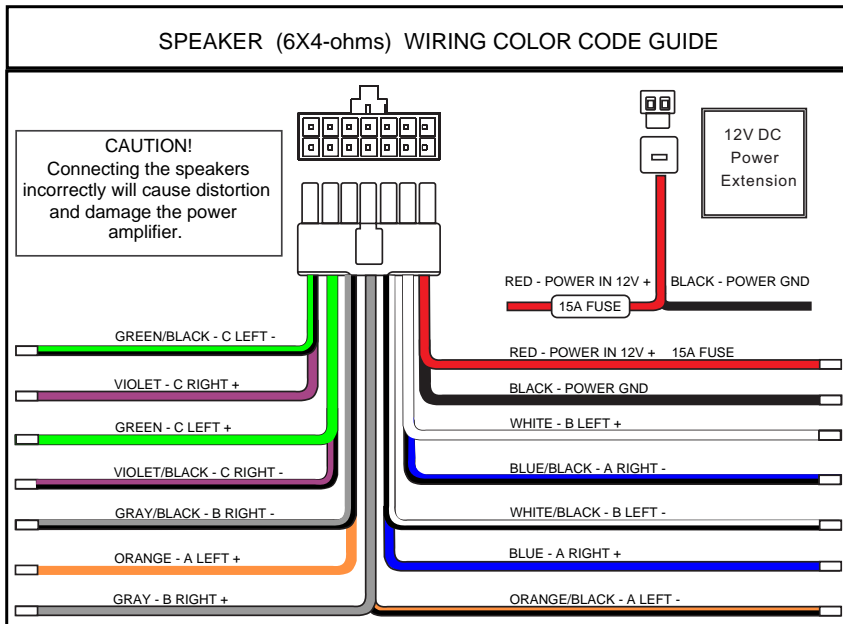 SPEAKER (6X4-ohms) WIRING COLOR CODE GUIDE
CAUTION!
Connecting the speakers
incorrectly will cause distortion
and damage the power
amplifier.
12V DC
Power
Extension
RED - POWER IN 12V +
BLACK - POWER GND
15A FUSE
GREEN/BLACK - C LEFT -
VIOLET - C RIGHT +
GREEN - C LEFT +
VIOLET/BLACK - C RIGHT -
GRAY/BLACK - B RIGHT -
ORANGE - A LEFT +
GRAY - B RIGHT +
RED - POWER IN 12V + 15A FUSE
BLACK - POWER GND
WHITE - B LEFT +
BLUE/BLACK - A RIGHT -
WHITE/BLACK - B LEFT -
BLUE - A RIGHT +
ORANGE/BLACK - A LEFT -